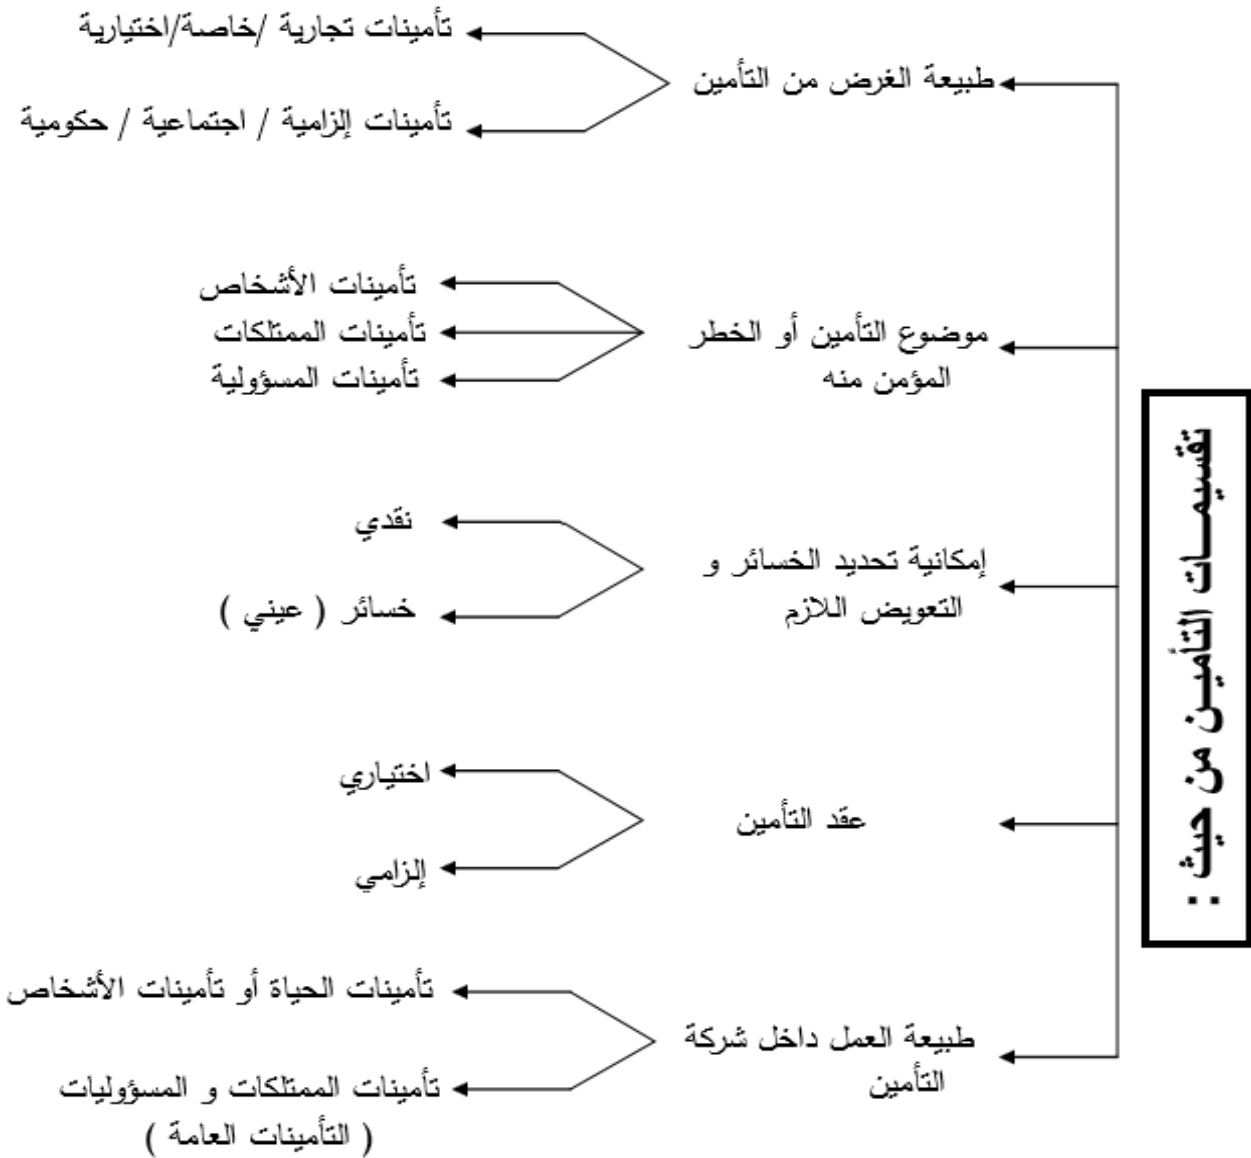 تقسيمـــات التأميـــن من حيث :
طبيعة الغرض من التأمين
تأمينات تجارية /خاصة/اختيارية
تأمينات إلزامية / اجتماعية / حكومية
موضوع التأمين أو الخطر
المؤمن منه
تأمينات الأشخاص
تأمينات الممتلكات
تأمينات المسؤولية
إمكانية تحديد الخسائر و
التعويض اللازم
نقدي
خسائر ( عيني )
عقد التأمين
اختياري
إلزامي
طبيعة العمل داخل شركة
التأمين
تأمينات الحياة أو تأمينات الأشخاص
تأمينات الممتلكات و المسؤوليات
( التأمينات العامة )